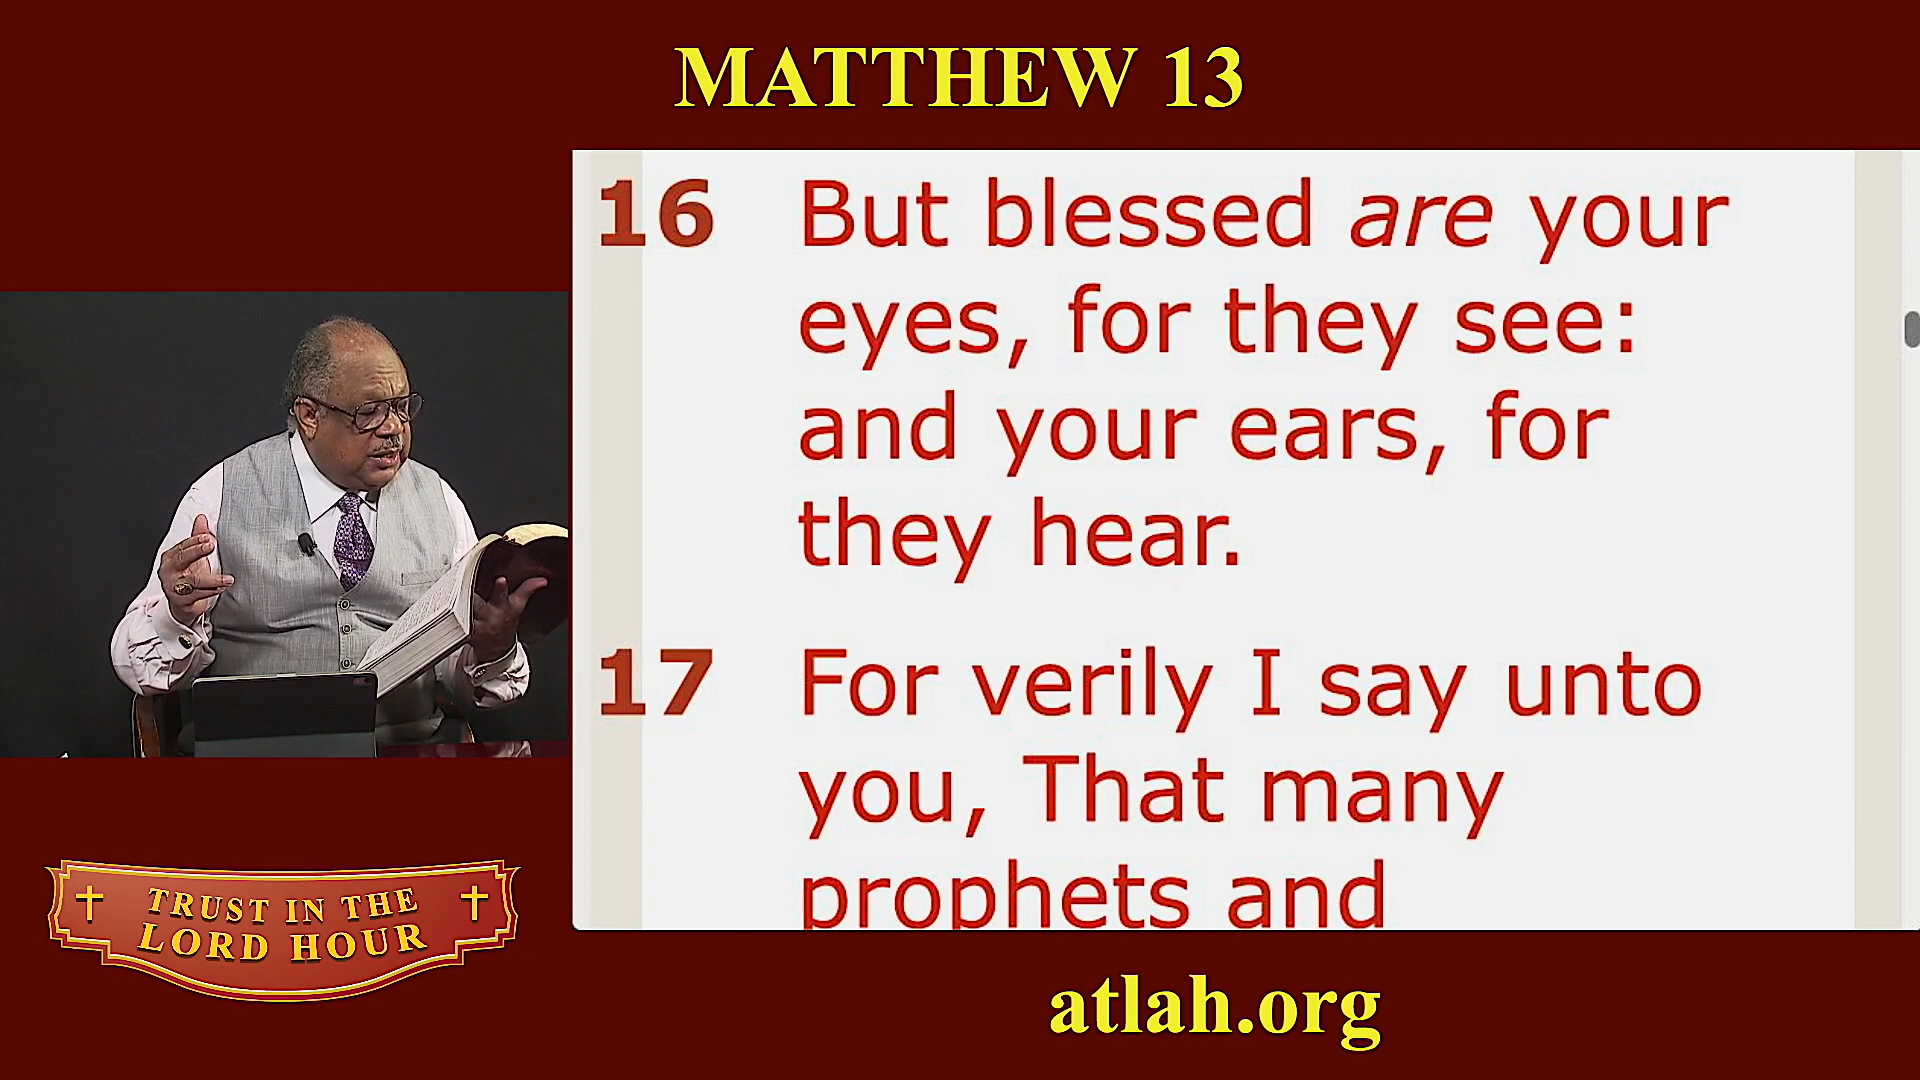 MATTHEW 13
16 But blessed are your
eyes, for they see:
and your ears, for
they hear.
17 For verily I say unto
you, That many
prophets and
TRUST IN THE
LORD HOUR
atlah.org